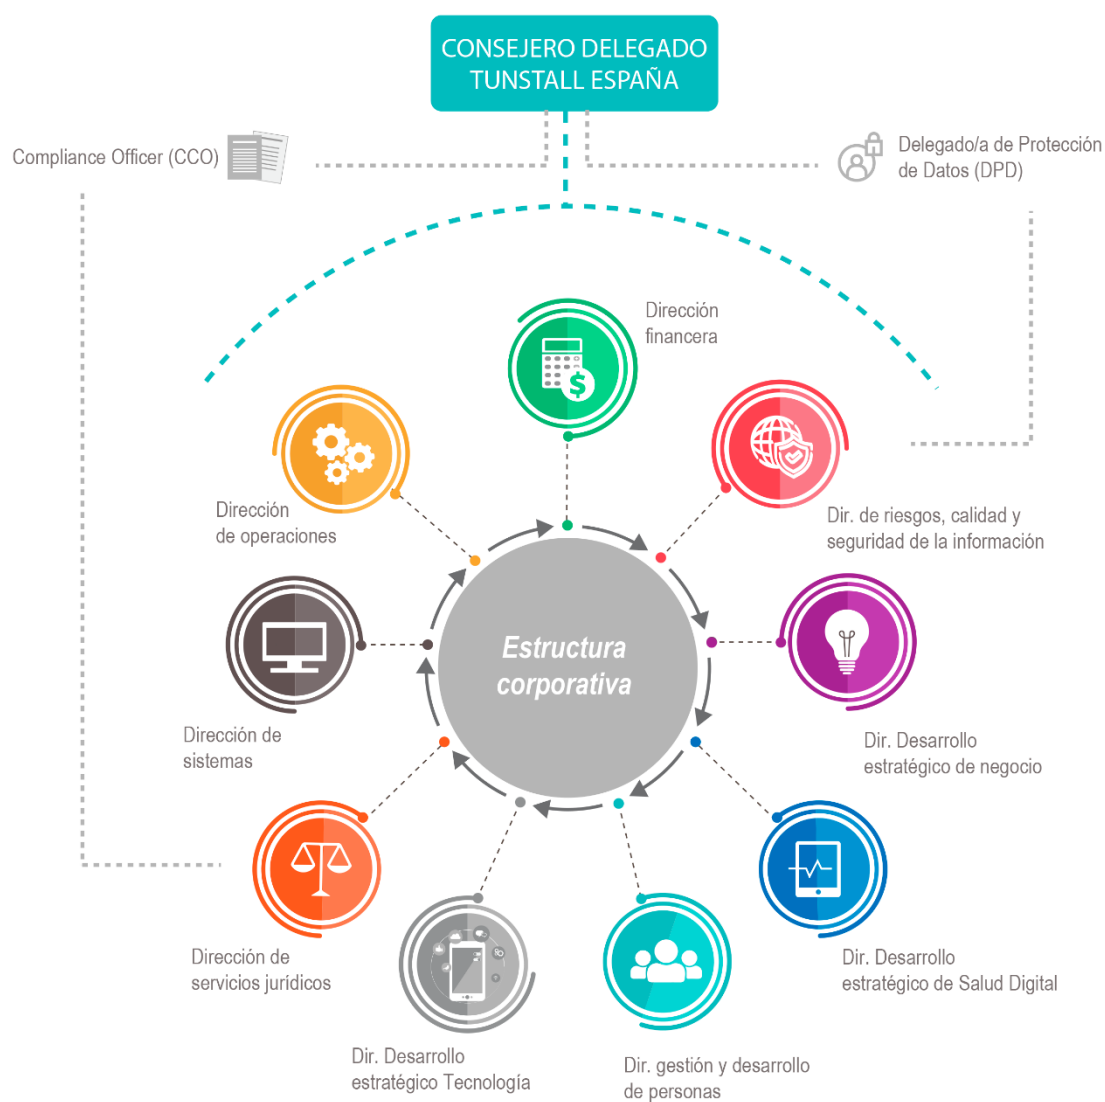 CONSEJERO DELEGADO
TUNSTALL ESPAÑA
Compliance Officer (CCO)
Delegado/a de Protección
de Datos (DPD)
Dirección
financera
Dirección
de operaciones
Dir. de riesgos, calidad y
seguridad de la información
Estructura
corporativa
Dirección de
sistemas
Dir. Desarrollo
estratégico de negocio
Dirección de
servicios jurídicos
Dir. Desarrollo
estratégico de Salud Digital
Dir. Desarrollo
estratégico Tecnología
Dir. gestión y desarrollo
de personas